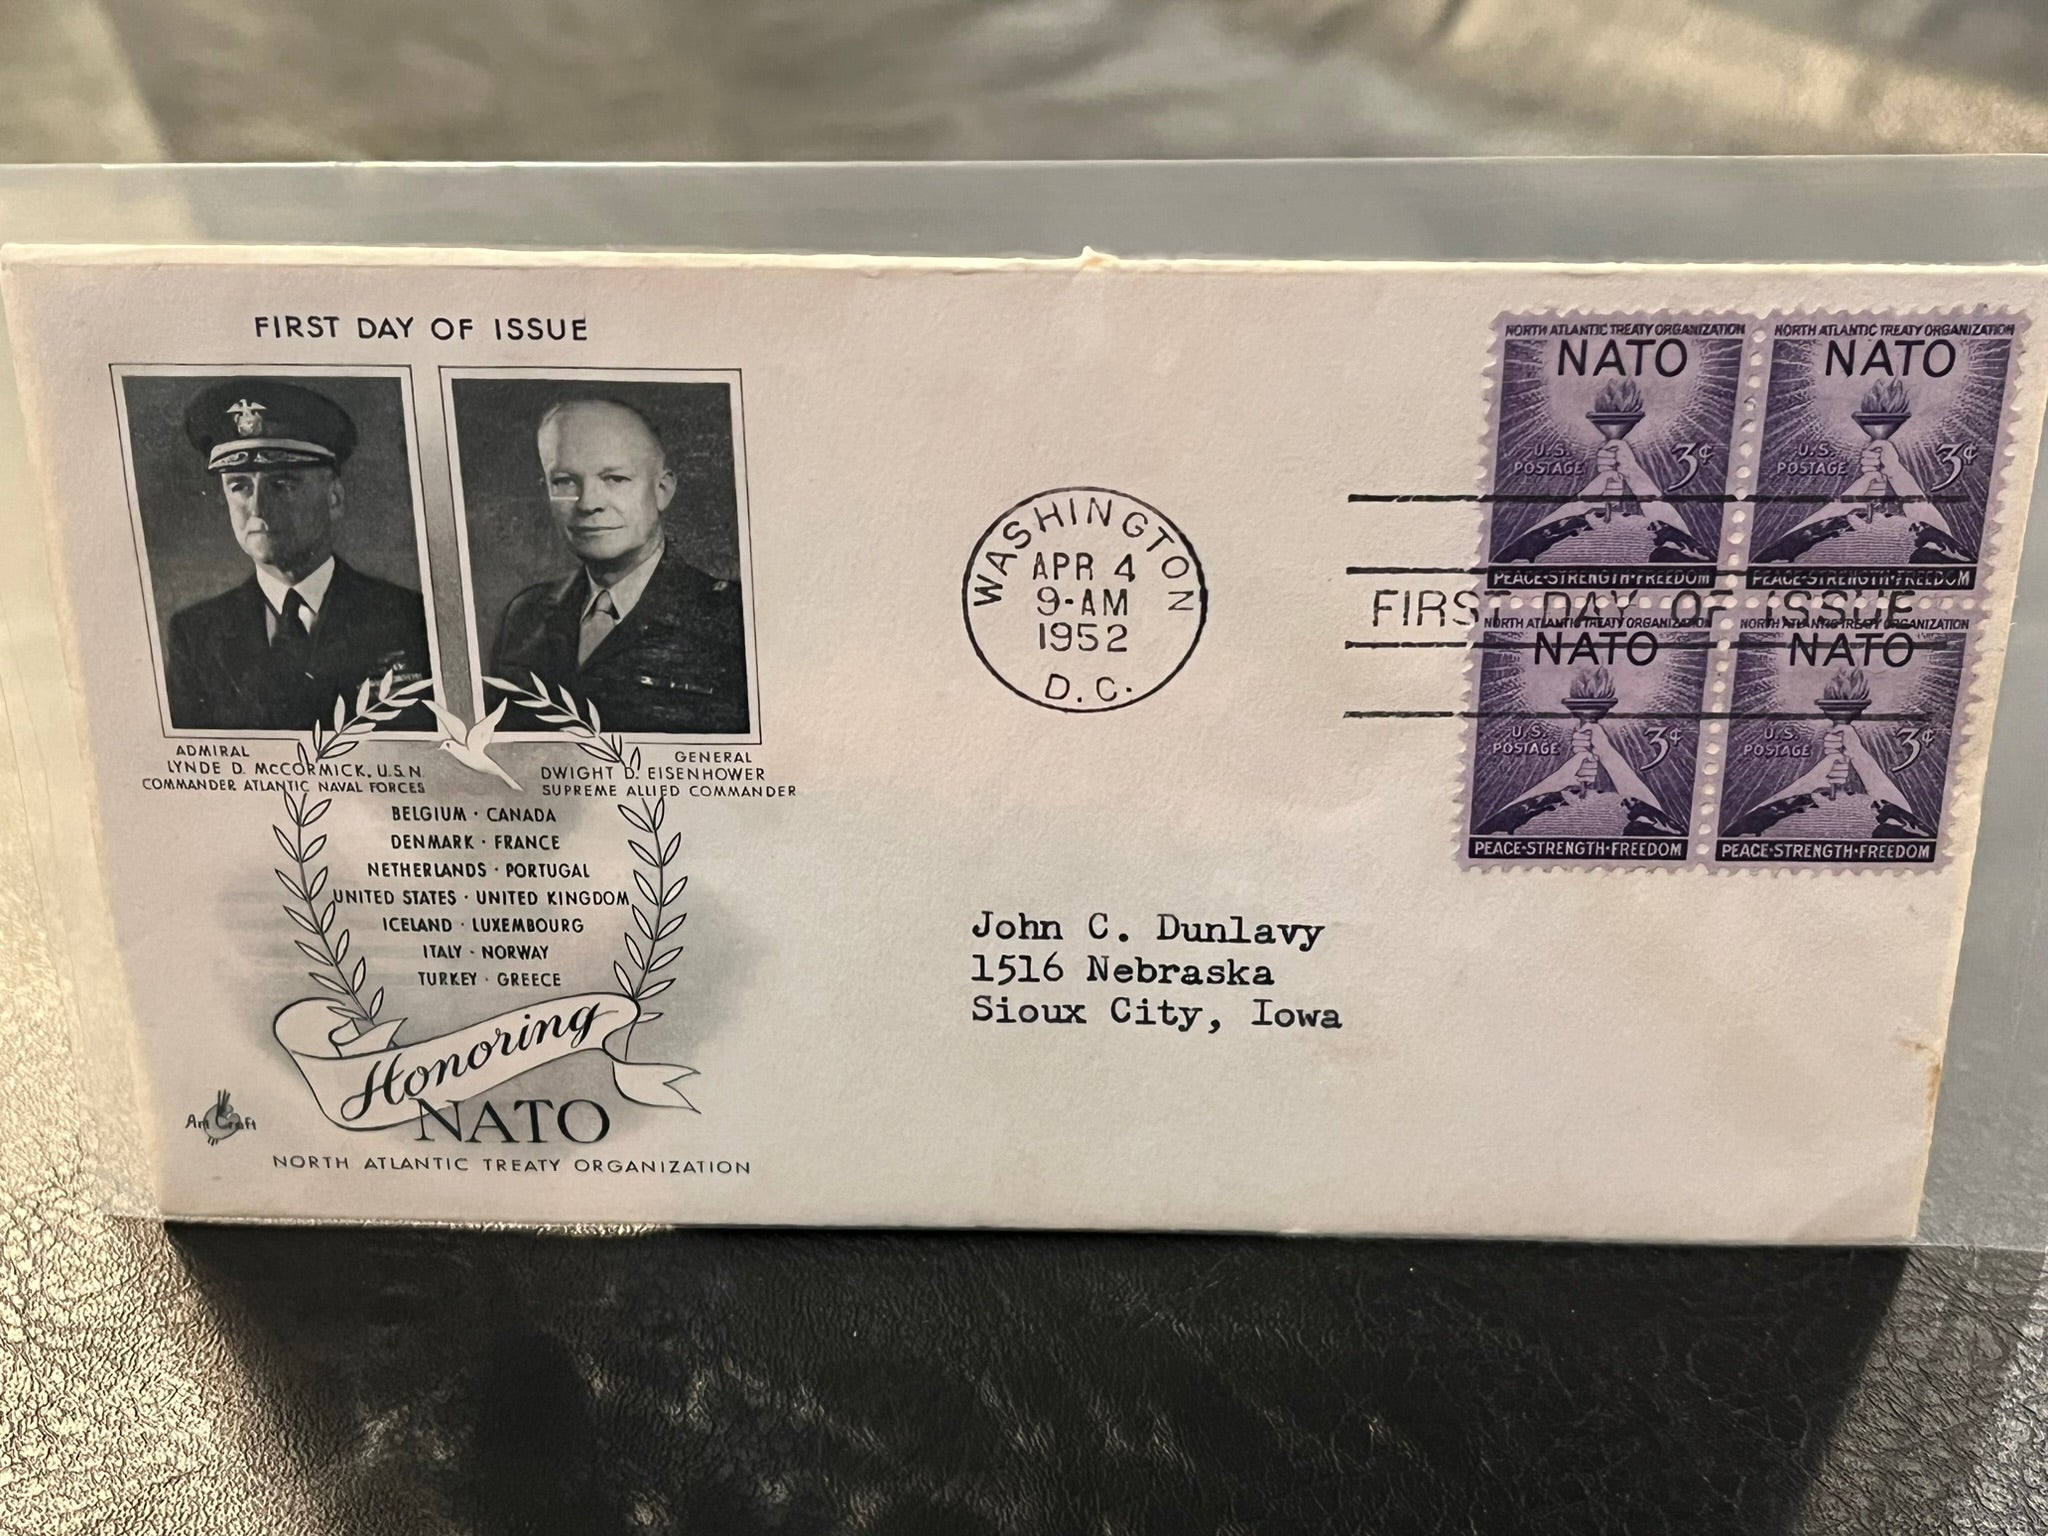 FIRST DAY OF ISSUE
ADMIRAL
LYNDE D. McCORMICK, U.S.N.
COMMANDER ATLANTIC NAVAL FORCES
GENERAL
DWIGHT D. EISENHOWER
SUPREME ALLIED COMMANDER
BELGIUM · CANADA
DENMARK · FRANCE
NETHERLANDS · PORTUGAL
UNITED STATES · UNITED KINGDOM
ICELAND · LUXEMBOURG
ITALY · NORWAY
TURKEY · GREECE
Honoring
NATO
NORTH ATLANTIC TREATY ORGANIZATION
Art Craft
WASHINGTON
APR 4
9-AM
1952
D.C.
FIRST DAY OF ISSUE
NORTH ATLANTIC TREATY ORGANIZATION
NATO
U.S.
POSTAGE
3¢
PEACE·STRENGTH·FREEDOM
NORTH ATLANTIC TREATY ORGANIZATION
NATO
U.S.
POSTAGE
3¢
PEACE·STRENGTH·FREEDOM
NORTH ATLANTIC TREATY ORGANIZATION
NATO
U.S.
POSTAGE
3¢
PEACE·STRENGTH·FREEDOM
NORTH ATLANTIC TREATY ORGANIZATION
NATO
U.S.
POSTAGE
3¢
PEACE·STRENGTH·FREEDOM
John C. Dunlavy
1516 Nebraska
Sioux City, Iowa